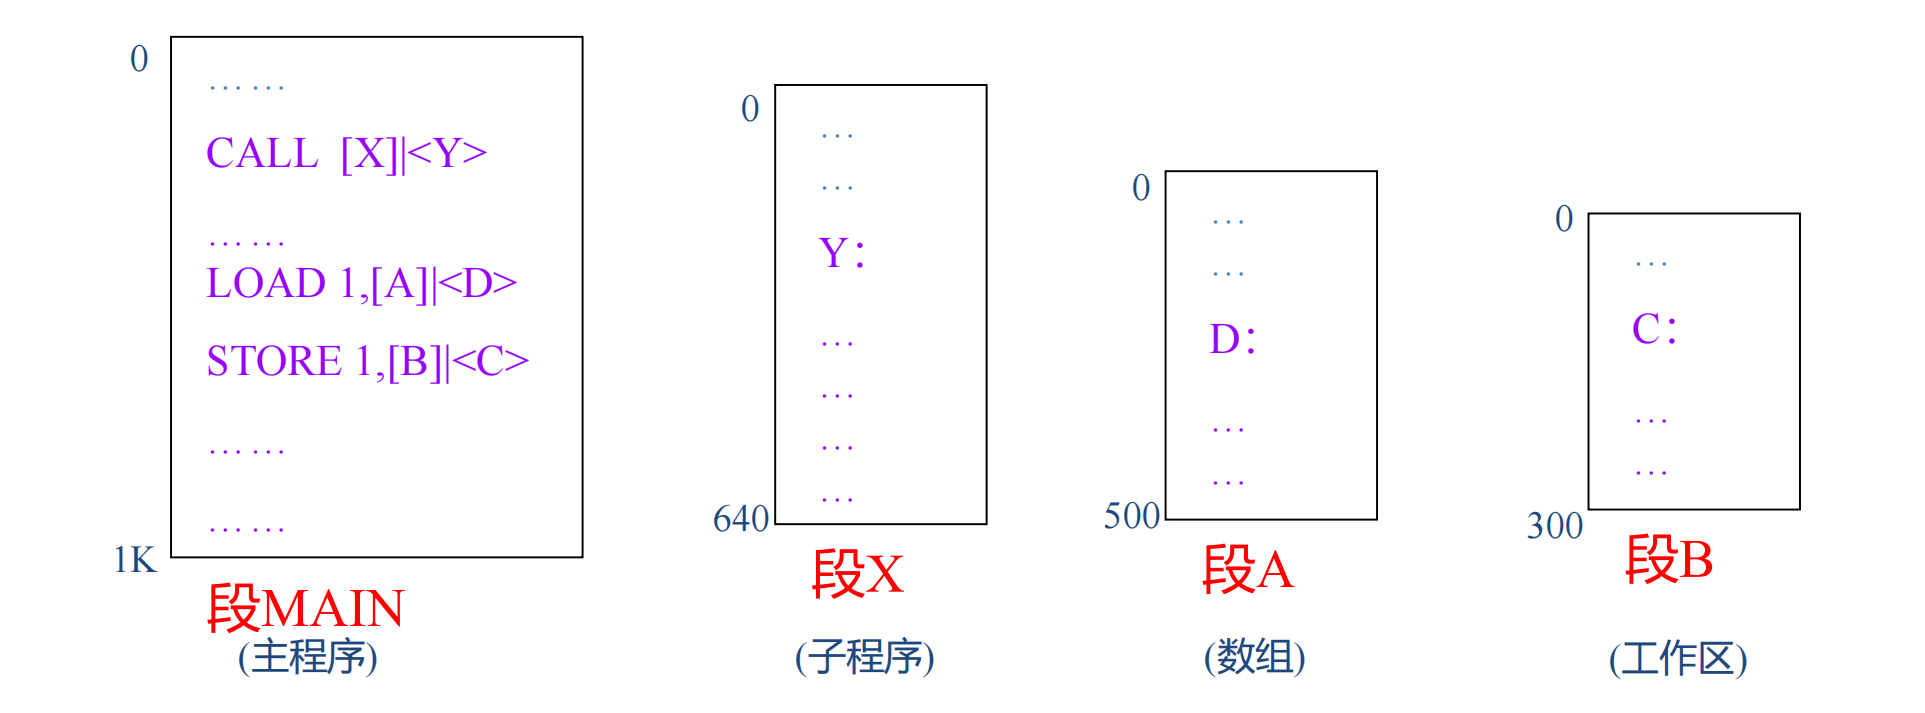 0
……
CALL  [X]|<Y>
……
LOAD 1,[A]|<D>
STORE 1,[B]|<C>
……
……
1K
段MAIN
(主程序)
0
…
…
Y：
…
…
…
…
640
段X
(子程序)
0
…
…
D：
…
…
500
段A
(数组)
0
…
C：
…
…
300
段B
(工作区)